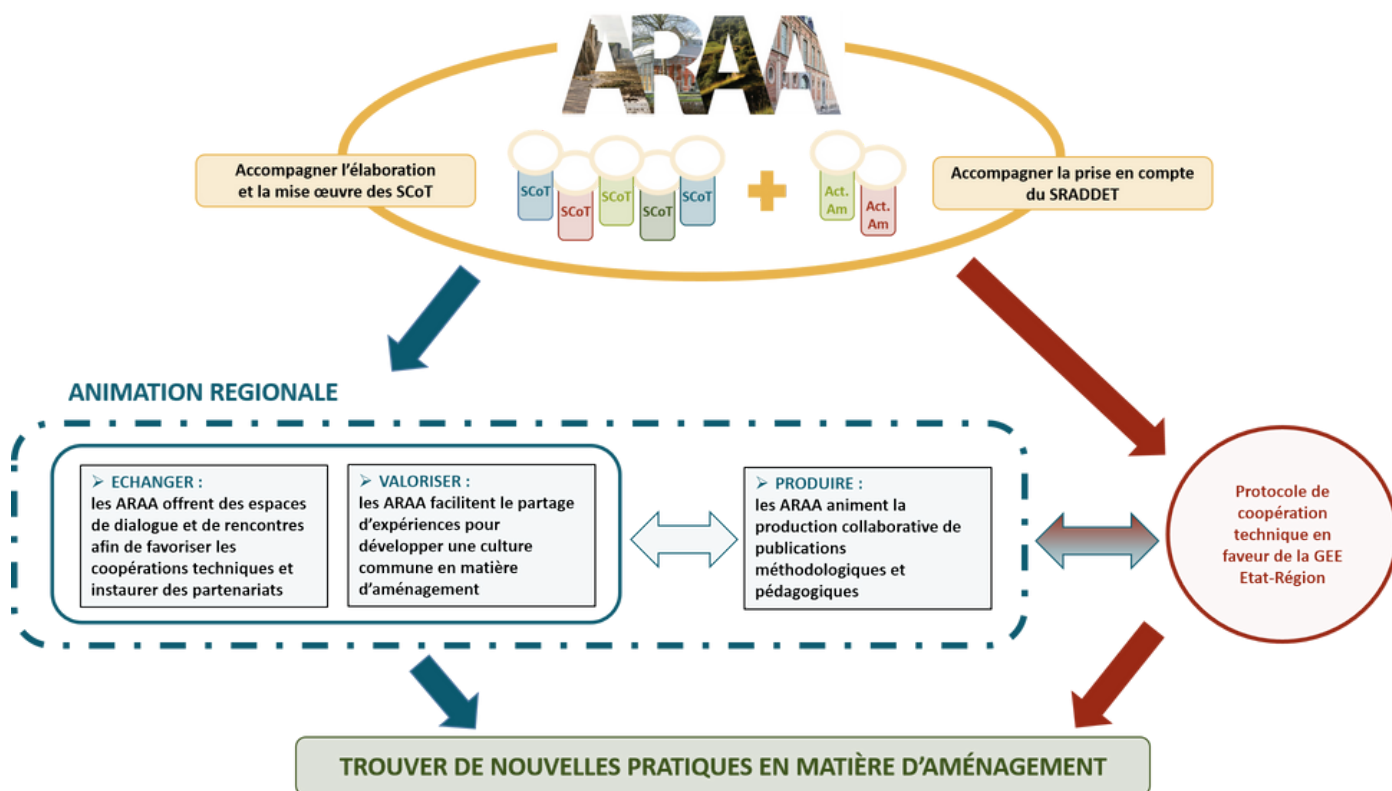 ARAA
Accompagner l'élaboration
et la mise œuvre des SCoT
SCoT
SCoT
SCoT
SCoT
SCoT
Act.
Am
Act.
Am
Accompagner la prise en compte
du SRADDET
ANIMATION REGIONALE
➢ ECHANGER :
les ARAA offrent des espaces
de dialogue et de rencontres
afin de favoriser les
coopérations techniques et
instaurer des partenariats
➢ VALORISER :
les ARAA facilitent le partage
d'expériences pour
développer une culture
commune en matière
d'aménagement
➢ PRODUIRE :
les ARAA animent la
production collaborative de
publications
méthodologiques et
pédagogiques
Protocole de
coopération
technique en
faveur de la GEE
Etat-Région
TROUVER DE NOUVELLES PRATIQUES EN MATIÈRE D'AMÉNAGEMENT